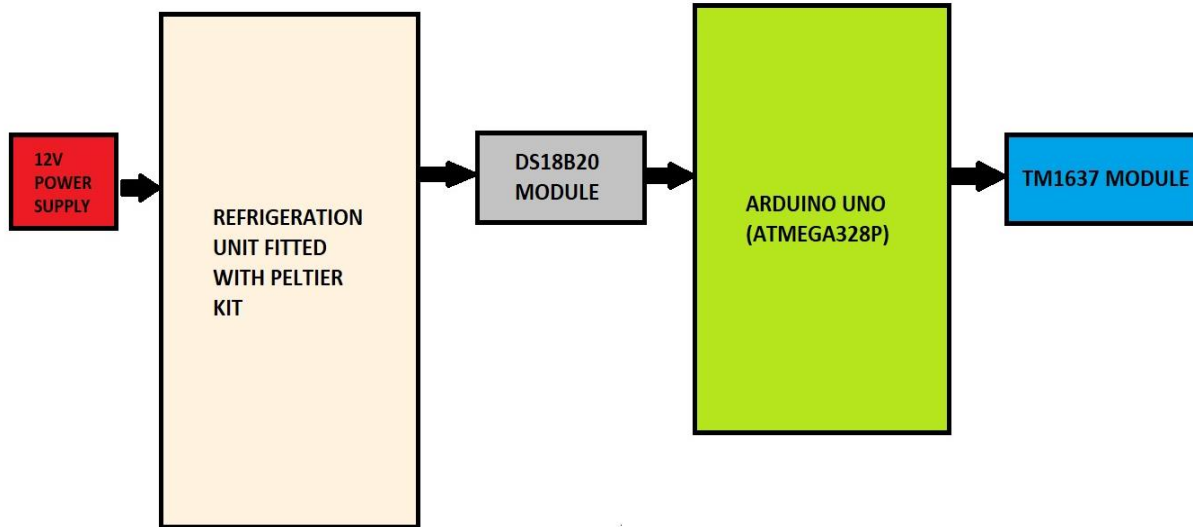 12V
POWER
SUPPLY
REFRIGERATION
UNIT FITTED
WITH PELTIER
KIT
DS18B20
MODULE
ARDUINO UNO
(ATMEGA328P)
TM1637 MODULE